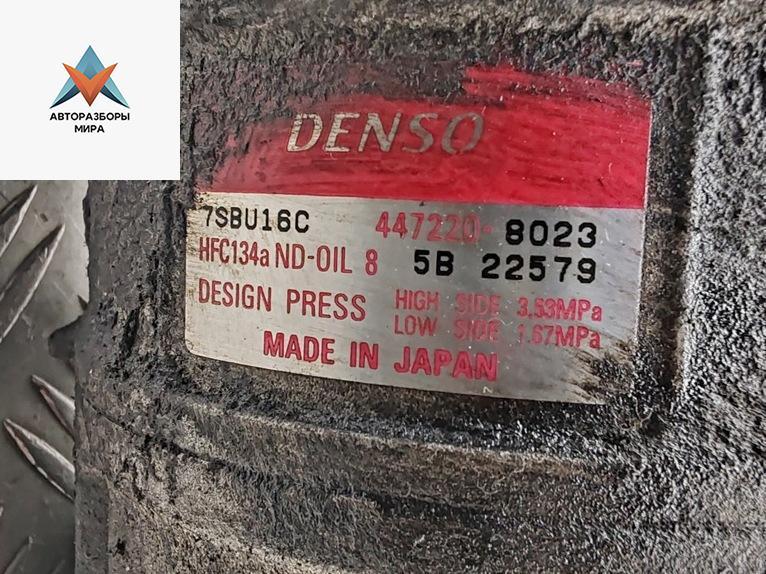 АВТОРАЗБОРЫ
МИРА
DENSO
7SBU16C 447220-8023
HFC134a ND-OIL 8 5B 22579
DESIGN PRESS HIGH SIDE 3.53MPa
LOW SIDE 1.67MPa
MADE IN JAPAN